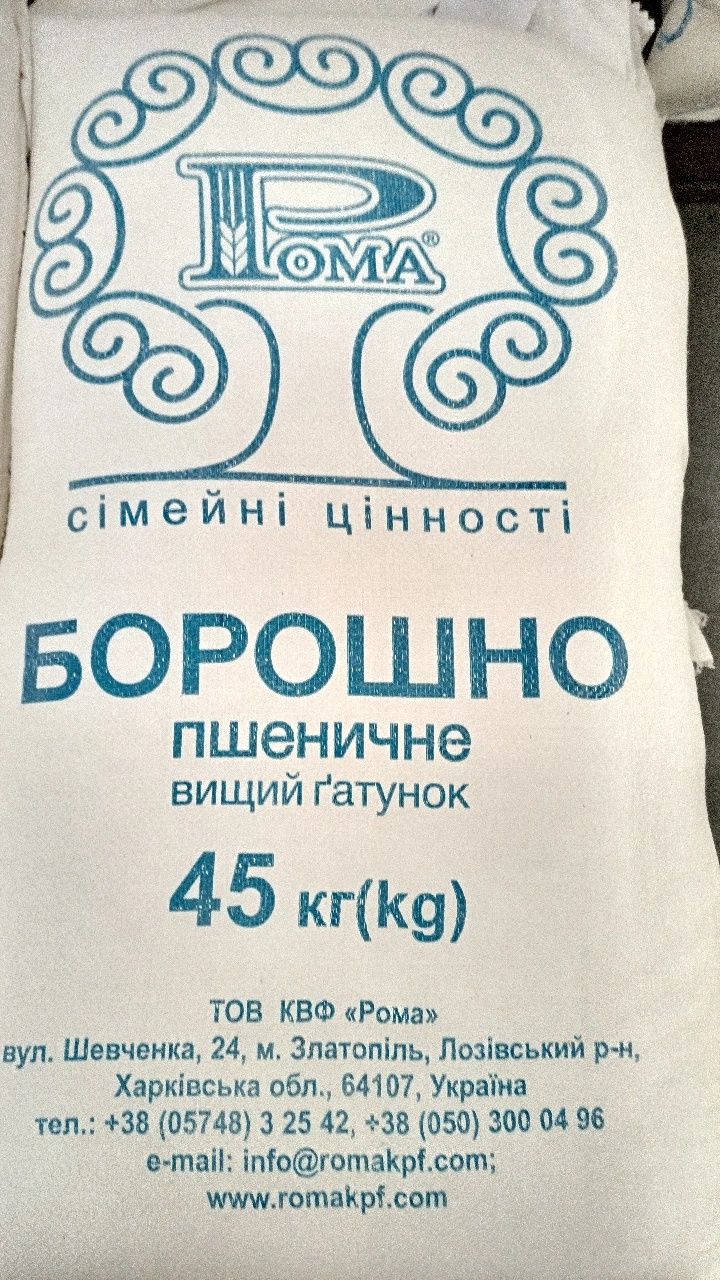 РОМА®
сімейні цінності
БОРОШНО
пшеничне
вищий ґатунок
45 кг(kg)
ТОВ КВФ «Рома»
вул. Шевченка, 24, м. Златопіль, Лозівський р-н,
Харківська обл., 64107, Україна
тел.: +38 (05748) 3 25 42, +38 (050) 300 04 96
e-mail: info@romakpf.com;
www.romakpf.com